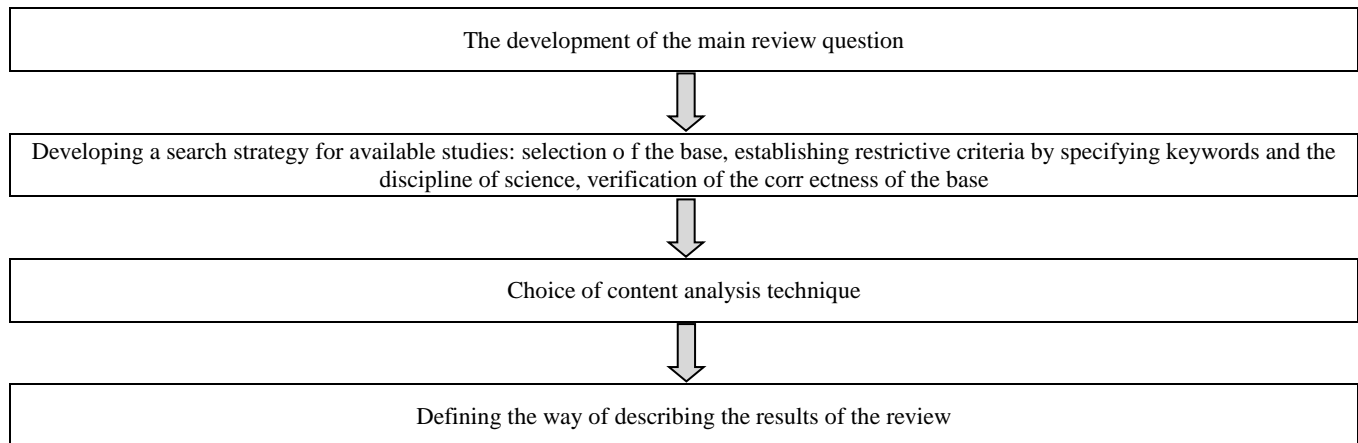 The development of the main review question
Developing a search strategy for available studies: selection o f the base, establishing restrictive criteria by specifying keywords and the
discipline of science, verification of the corr ectness of the base
Choice of content analysis technique
Defining the way of describing the results of the review